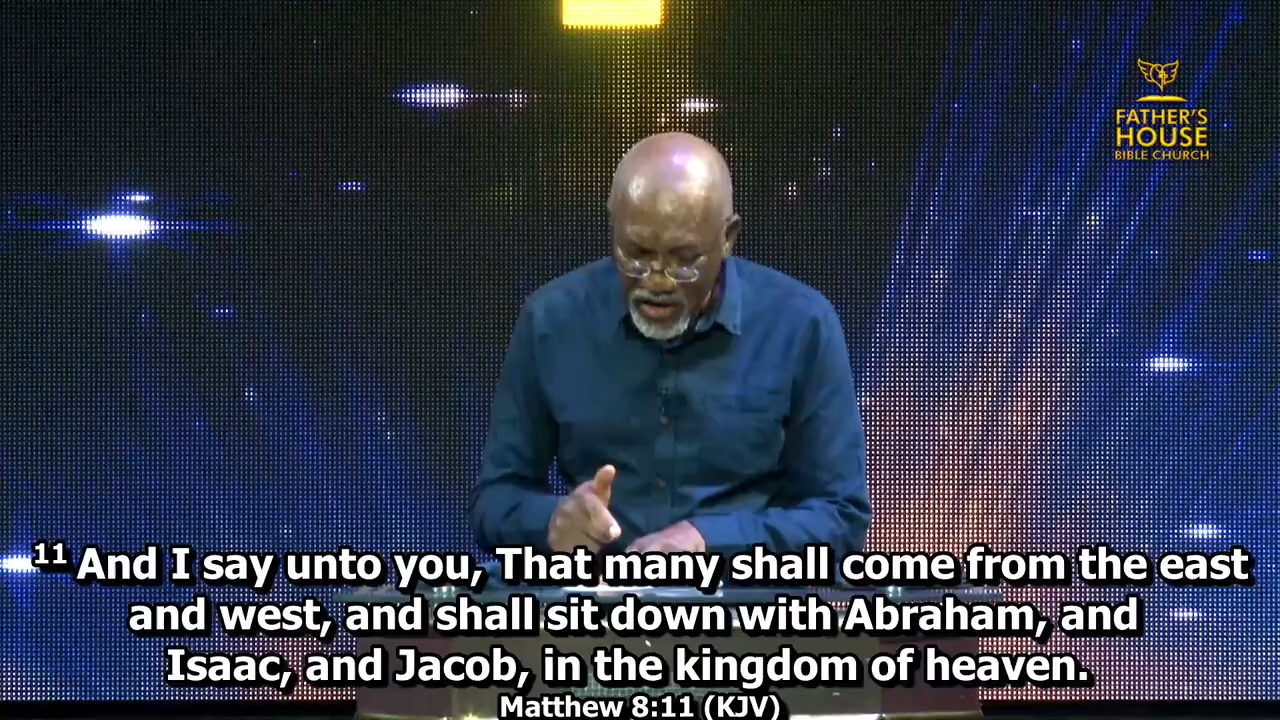 FATHER'S
HOUSE
BIBLE CHURCH
11 And I say unto you, That many shall come from the east
and west, and shall sit down with Abraham, and
Isaac, and Jacob, in the kingdom of heaven.
Matthew 8:11 (KJV)